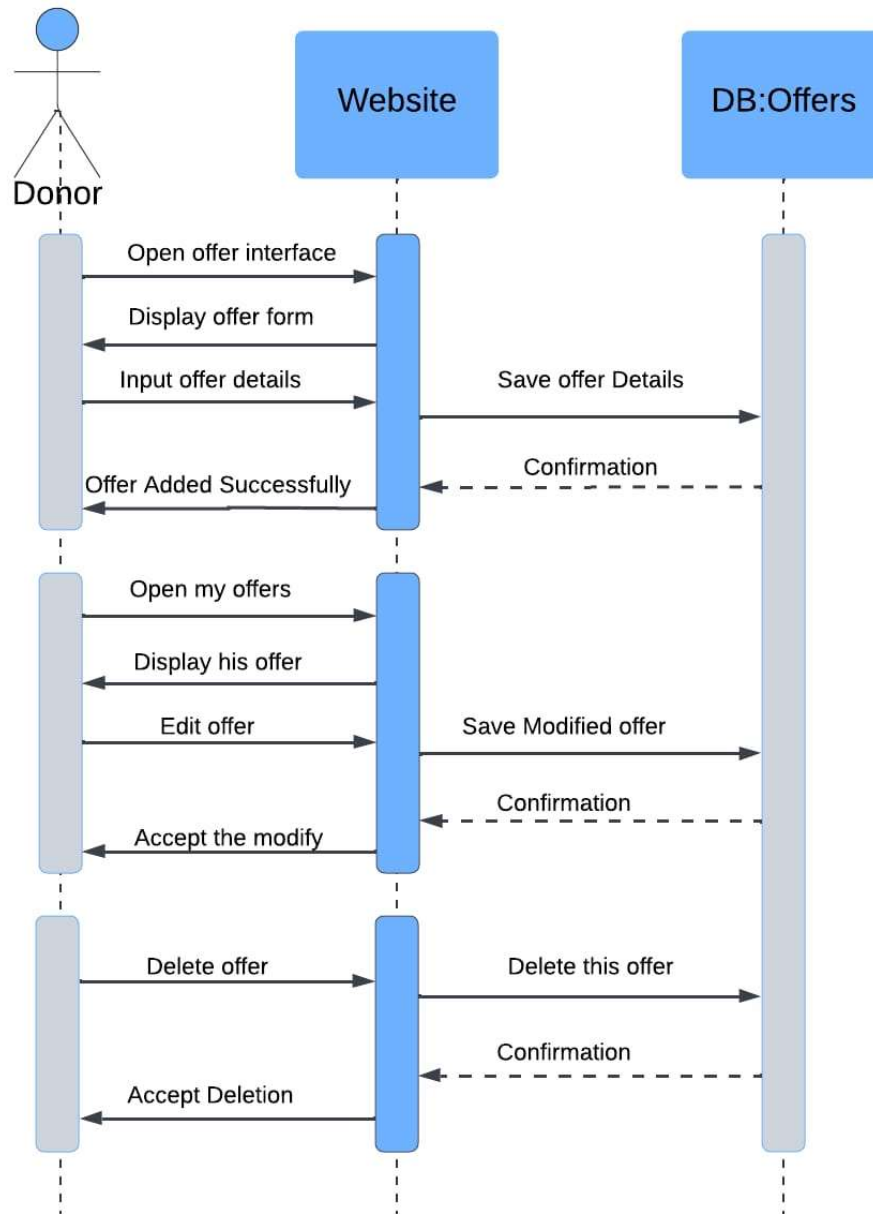 Website
DB:Offers
Donor
Open offer interface
Display offer form
Input offer details
Save offer Details
Confirmation
Offer Added Successfully
Open my offers
Display his offer
Edit offer
Save Modified offer
Confirmation
Accept the modify
Delete offer
Delete this offer
Confirmation
Accept Deletion